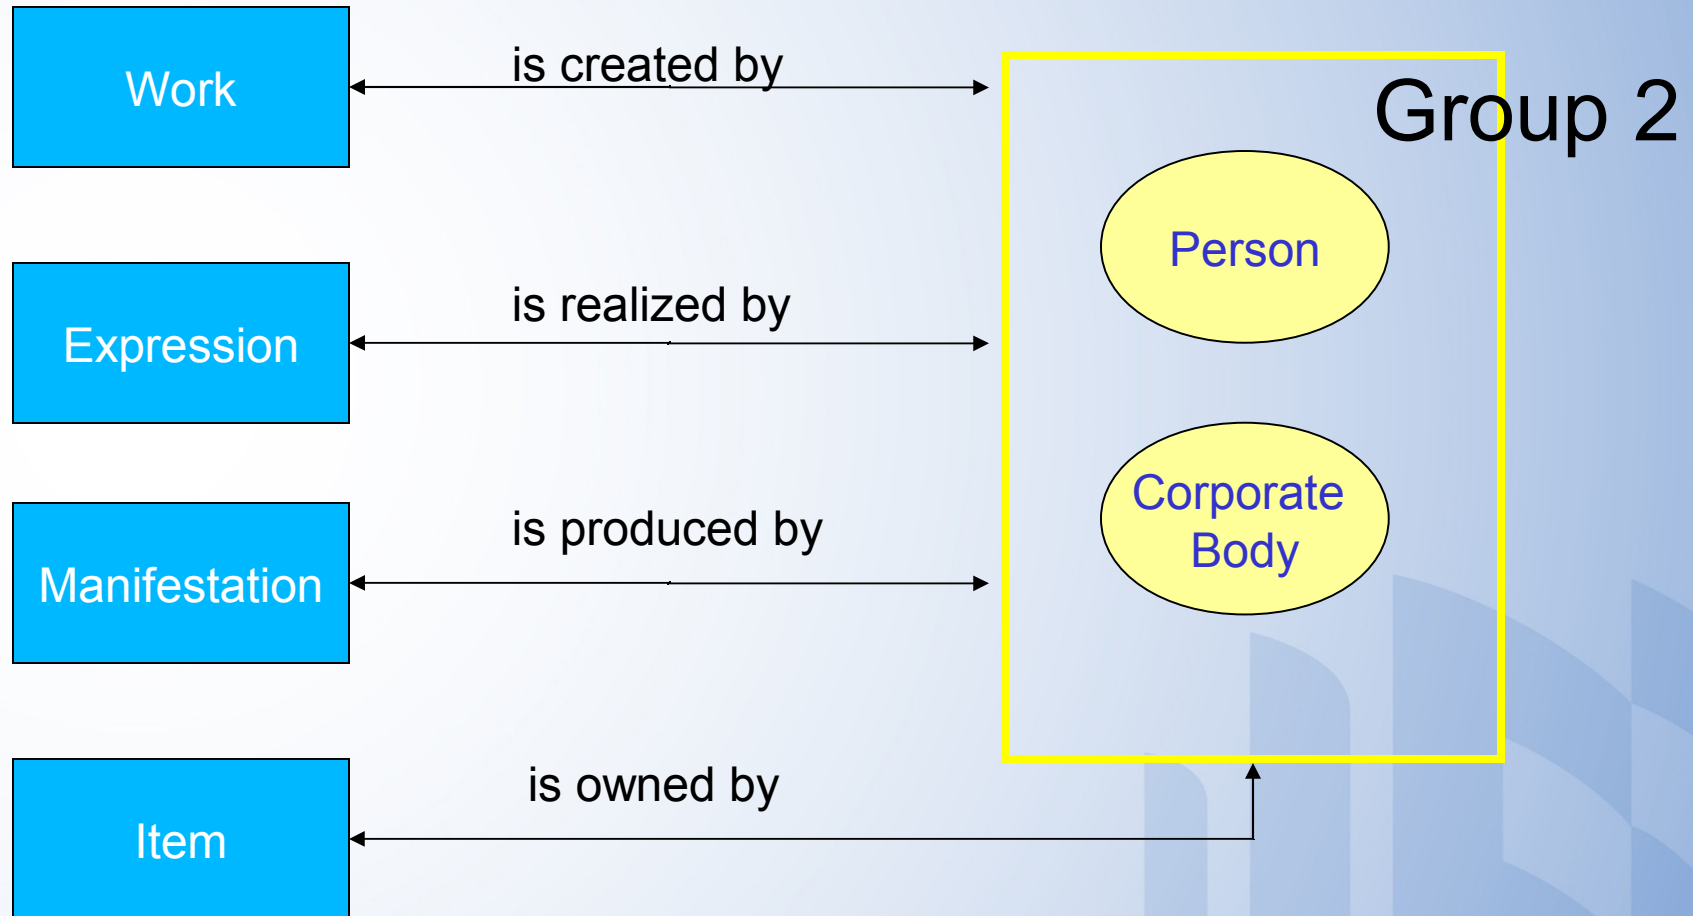 Work
is created by
Group 2
Person
Expression
is realized by
Corporate
Body
Manifestation
is produced by
Item
is owned by